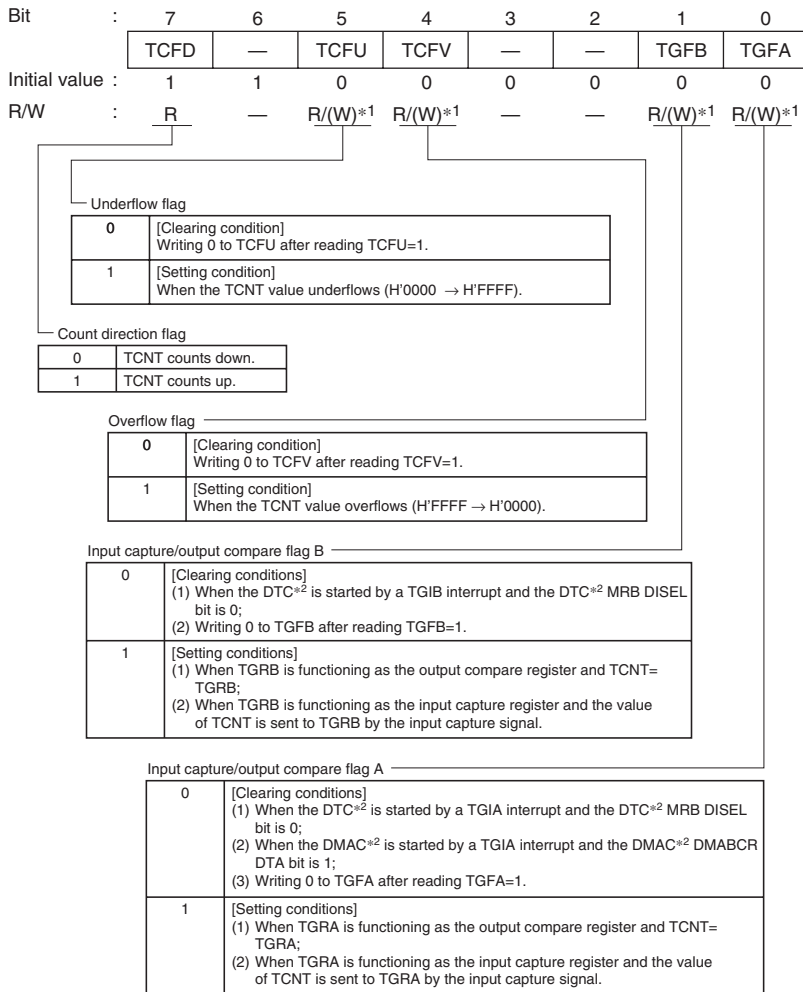 Bit : 7 6 5 4 3 2 1 0
TCFD — TCFU TCFV — — TGFB TGFA
Initial value : 1 1 0 0 0 0 0 0
R/W : R — R/(W)*1 R/(W)*1 — — R/(W)*1 R/(W)*1
Underflow flag
0 [Clearing condition]
Writing 0 to TCFU after reading TCFU=1.
1 [Setting condition]
When the TCNT value underflows (H'0000 → H'FFFF).
Count direction flag
0 TCNT counts down.
1 TCNT counts up.
Overflow flag
0 [Clearing condition]
Writing 0 to TCFV after reading TCFV=1.
1 [Setting condition]
When the TCNT value overflows (H'FFFF → H'0000).
Input capture/output compare flag B
0 [Clearing conditions]
(1) When the DTC*2 is started by a TGIB interrupt and the DTC*2 MRB DISEL
bit is 0;
(2) Writing 0 to TGFB after reading TGFB=1.
1 [Setting conditions]
(1) When TGRB is functioning as the output compare register and TCNT=
TGRB;
(2) When TGRB is functioning as the input capture register and the value
of TCNT is sent to TGRB by the input capture signal.
Input capture/output compare flag A
0 [Clearing conditions]
(1) When the DTC*2 is started by a TGIA interrupt and the DTC*2 MRB DISEL
bit is 0;
(2) When the DMAC*2 is started by a TGIA interrupt and the DMAC*2 DMABCR
DTA bit is 1;
(3) Writing 0 to TGFA after reading TGFA=1.
1 [Setting conditions]
(1) When TGRA is functioning as the output compare register and TCNT=
TGRA;
(2) When TGRA is functioning as the input capture register and the value
of TCNT is sent to TGRA by the input capture signal.